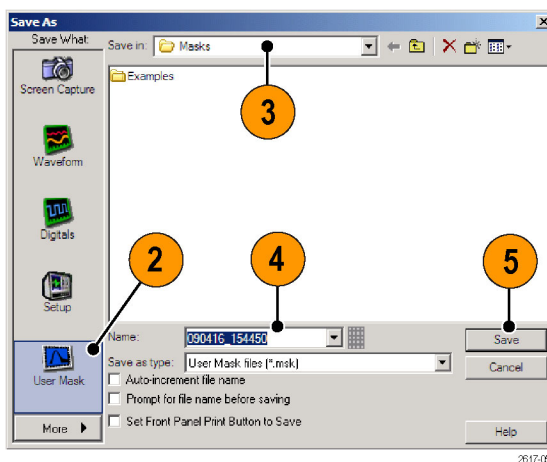 Save As
Save What:
Save in: Masks
Screen Capture
Examples
3
Waveform
Digitals
2
4
5
Setup
Name: 090416_154450
Save
Save as type: User Mask files (*.msk)
Cancel
User Mask
Auto-increment file name
Prompt for file name before saving
Set Front Panel Print Button to Save
More
Help